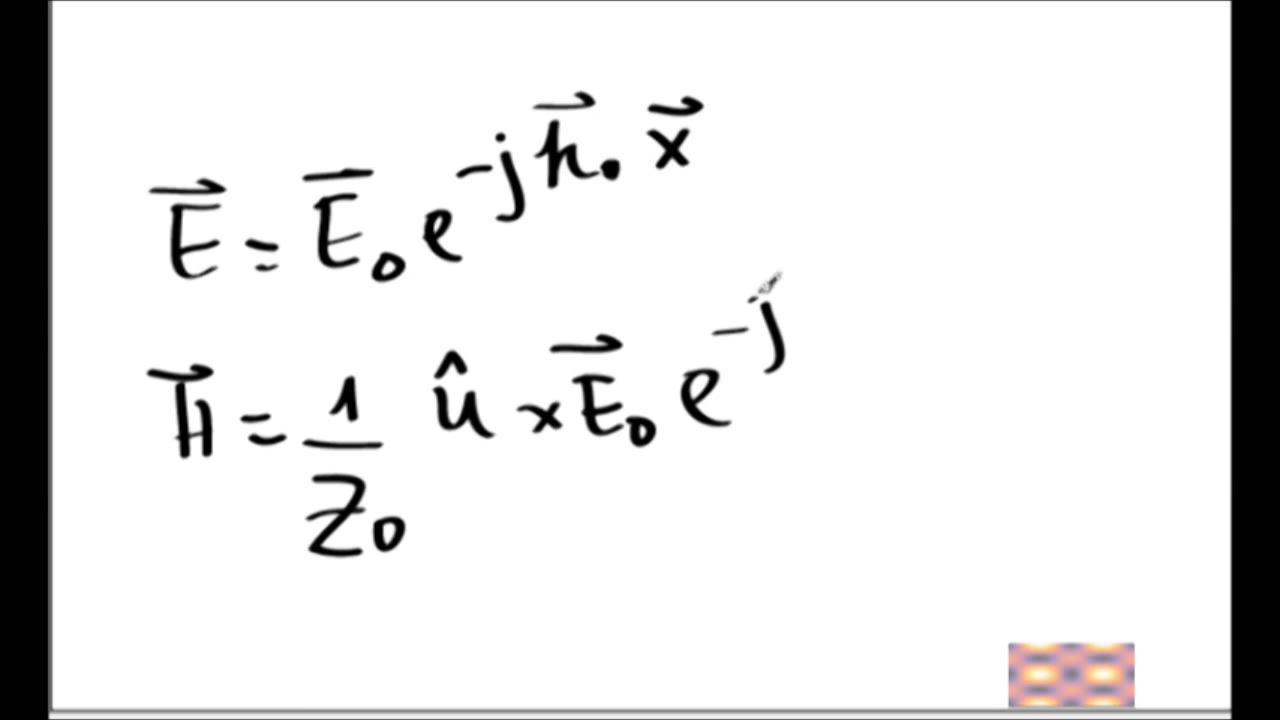 E⃗ = E⃗₀ e^{-j k⃗ · x⃗}
H⃗ = 1/Z₀ û × E⃗₀ e^{-j}